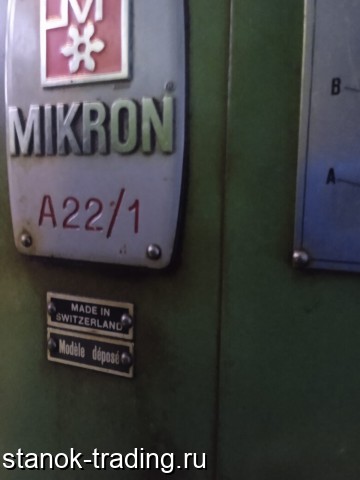 M
MIKRON
A22/1
B
A
MADE IN
SWITZERLAND
Modèle déposé
stanok-trading.ru